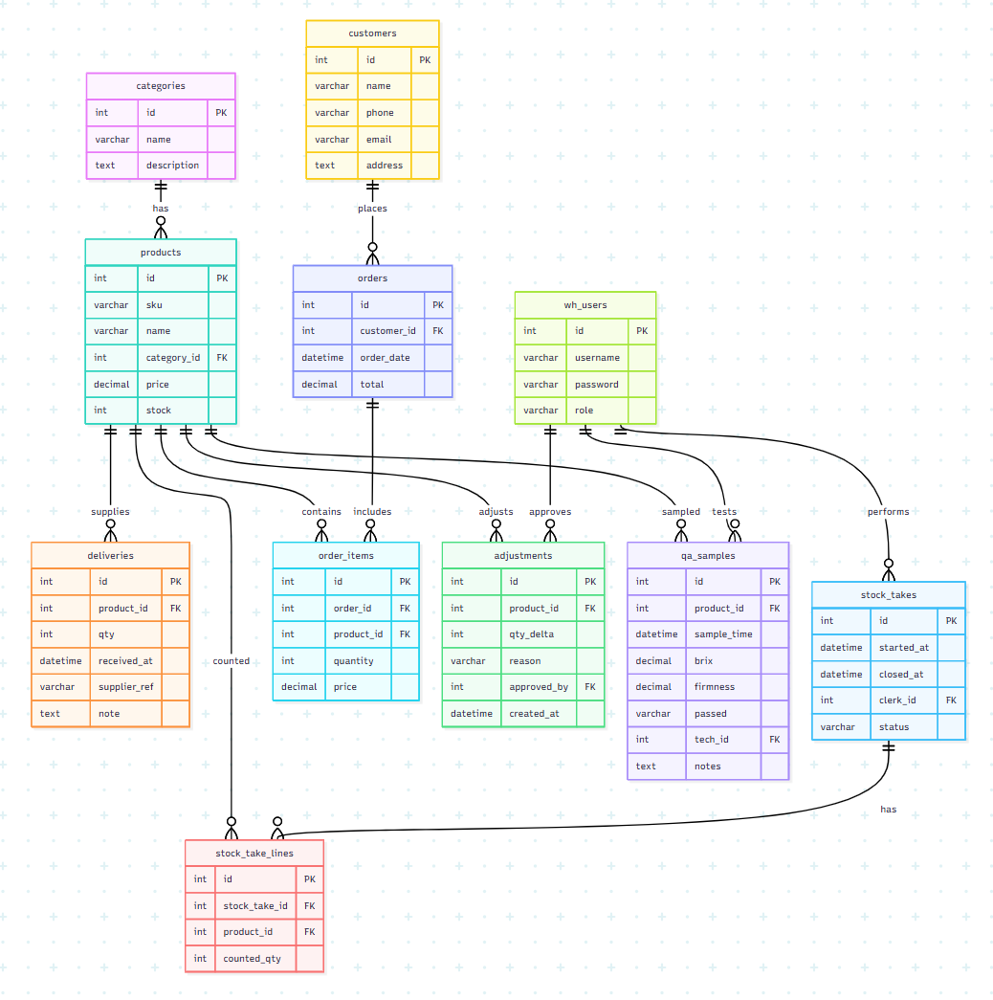 customers
int id PK
varchar name
varchar phone
varchar email
text address
categories
int id PK
varchar name
text description
has
places
products
int id PK
varchar sku
varchar name
int category_id FK
decimal price
int stock
orders
int id PK
int customer_id FK
datetime order_date
decimal total
wh_users
int id PK
varchar username
varchar password
varchar role
supplies
contains
includes
adjusts
approves
sampled
tests
performs
deliveries
int id PK
int product_id FK
int qty
datetime received_at
varchar supplier_ref
text note
counted
order_items
int id PK
int order_id FK
int product_id FK
int quantity
decimal price
adjustments
int id PK
int product_id FK
int qty_delta
varchar reason
int approved_by FK
datetime created_at
qa_samples
int id PK
int product_id FK
datetime sample_time
decimal brix
decimal firmness
varchar passed
int tech_id FK
text notes
stock_takes
int id PK
datetime started_at
datetime closed_at
int clerk_id FK
varchar status
has
stock_take_lines
int id PK
int stock_take_id FK
int product_id FK
int counted_qty